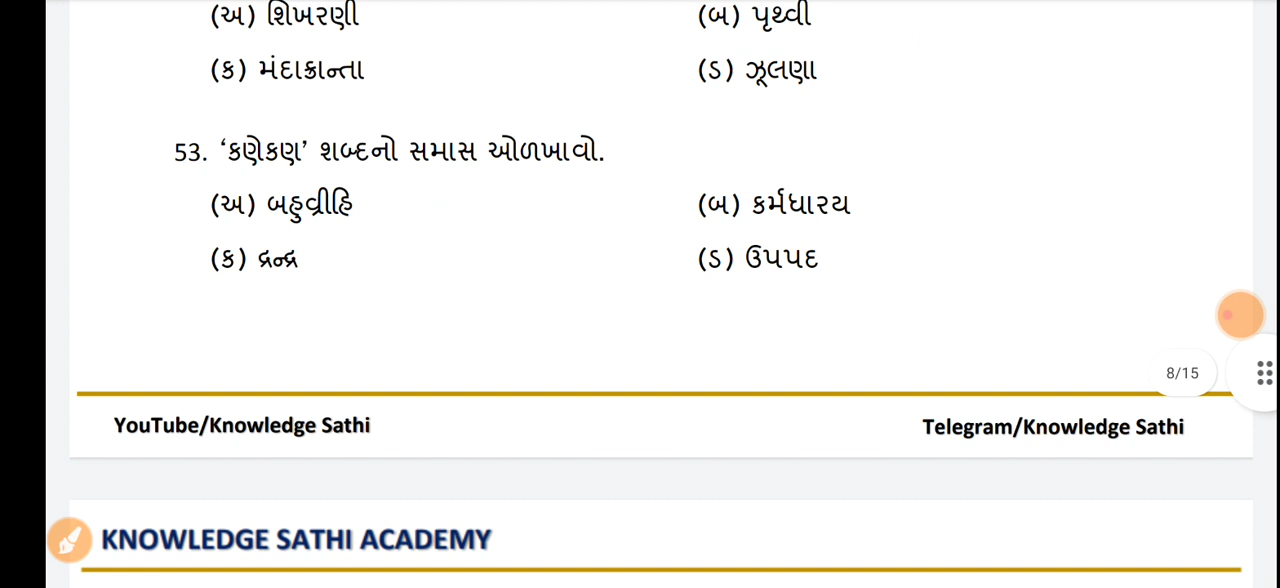 (અ) શિખરણી (બ) પૃથ્વી
(ક) મંદાક્રાન્તા (ડ) ઝૂલણા
53. ‘કણેકણ’ શબ્દનો સમાસ ઓળખાવો.
(અ) બહુવ્રીહિ (બ) કર્મધારય
(ક) દ્રન્દ્ર (ડ) ઉપપદ
8/15
YouTube/Knowledge Sathi Telegram/Knowledge Sathi
KNOWLEDGE SATHI ACADEMY